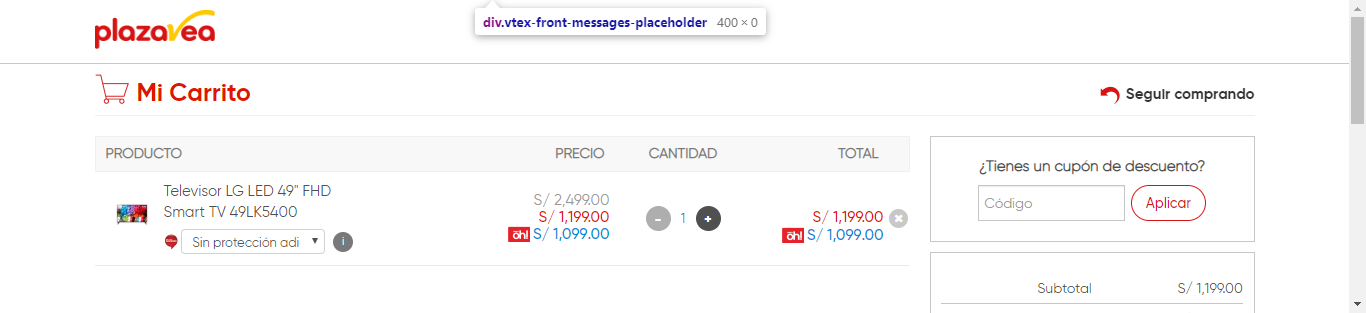 div.vtex-front-messages-placeholder 400 × 0
plazavea
Mi Carrito
Seguir comprando
PRODUCTO PRECIO CANTIDAD TOTAL
Televisor LG LED 49" FHD
Smart TV 49LK5400
S/ 2,499.00
S/ 1,199.00
oh! S/ 1,099.00
- 1 +
S/ 1,199.00
oh! S/ 1,099.00
Sin protección adi
i
¿Tienes un cupón de descuento?
Código Aplicar
Subtotal S/ 1,199.00